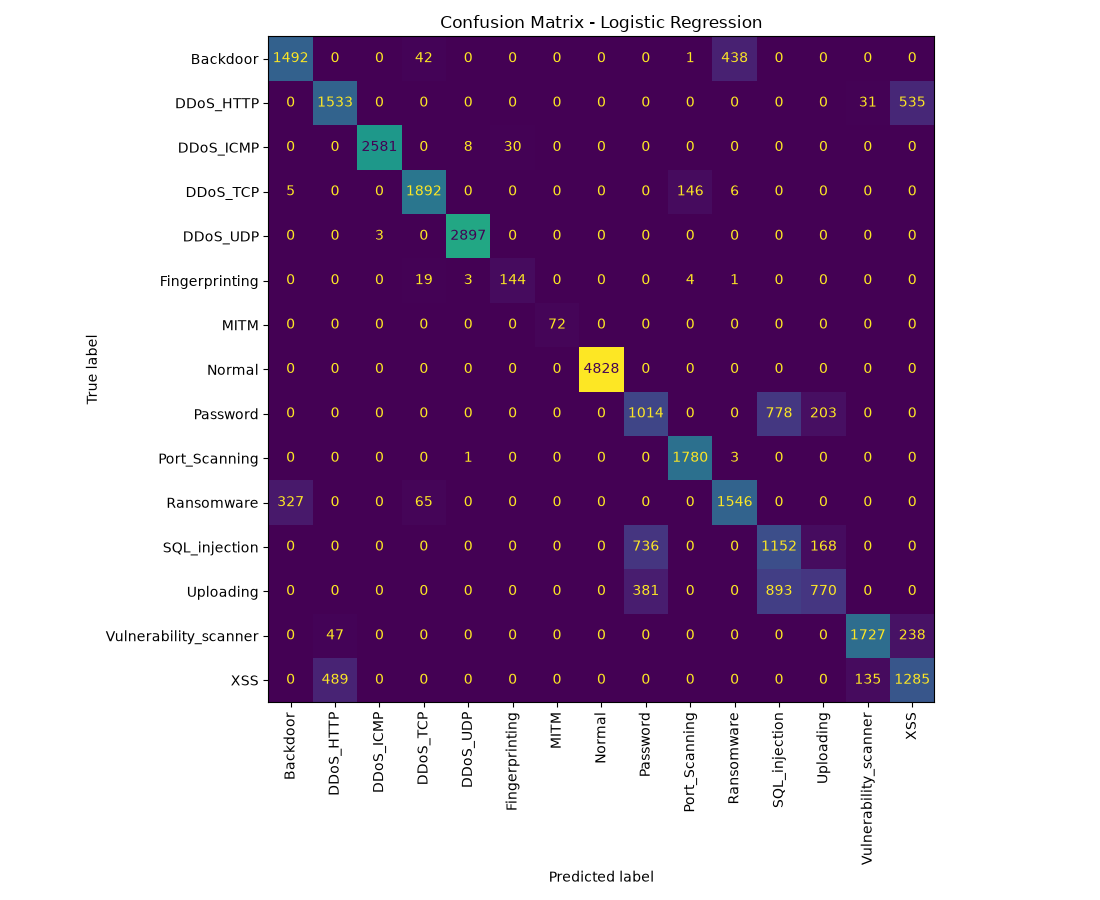 Confusion Matrix - Logistic Regression
Backdoor 1492 0 0 42 0 0 0 0 0 1 438 0 0 0 0
DDoS_HTTP 0 1533 0 0 0 0 0 0 0 0 0 0 0 31 535
DDoS_ICMP 0 0 2581 0 8 30 0 0 0 0 0 0 0 0 0
DDoS_TCP 5 0 0 1892 0 0 0 0 0 146 6 0 0 0 0
DDoS_UDP 0 0 3 0 2897 0 0 0 0 0 0 0 0 0 0
Fingerprinting 0 0 0 19 3 144 0 0 0 4 1 0 0 0 0
MITM 0 0 0 0 0 0 72 0 0 0 0 0 0 0 0
Normal 0 0 0 0 0 0 0 4828 0 0 0 0 0 0 0
Password 0 0 0 0 0 0 0 0 1014 0 0 778 203 0 0
Port_Scanning 0 0 0 0 1 0 0 0 0 1780 3 0 0 0 0
Ransomware 327 0 0 65 0 0 0 0 0 0 1546 0 0 0 0
SQL_injection 0 0 0 0 0 0 0 0 736 0 0 1152 168 0 0
Uploading 0 0 0 0 0 0 0 0 381 0 0 893 770 0 0
Vulnerability_scanner 0 47 0 0 0 0 0 0 0 0 0 0 0 1727 238
XSS 0 489 0 0 0 0 0 0 0 0 0 0 0 135 1285
True label
Backdoor
DDoS_HTTP
DDoS_ICMP
DDoS_TCP
DDoS_UDP
Fingerprinting
MITM
Normal
Password
Port_Scanning
Ransomware
SQL_injection
Uploading
Vulnerability_scanner
XSS
Predicted label